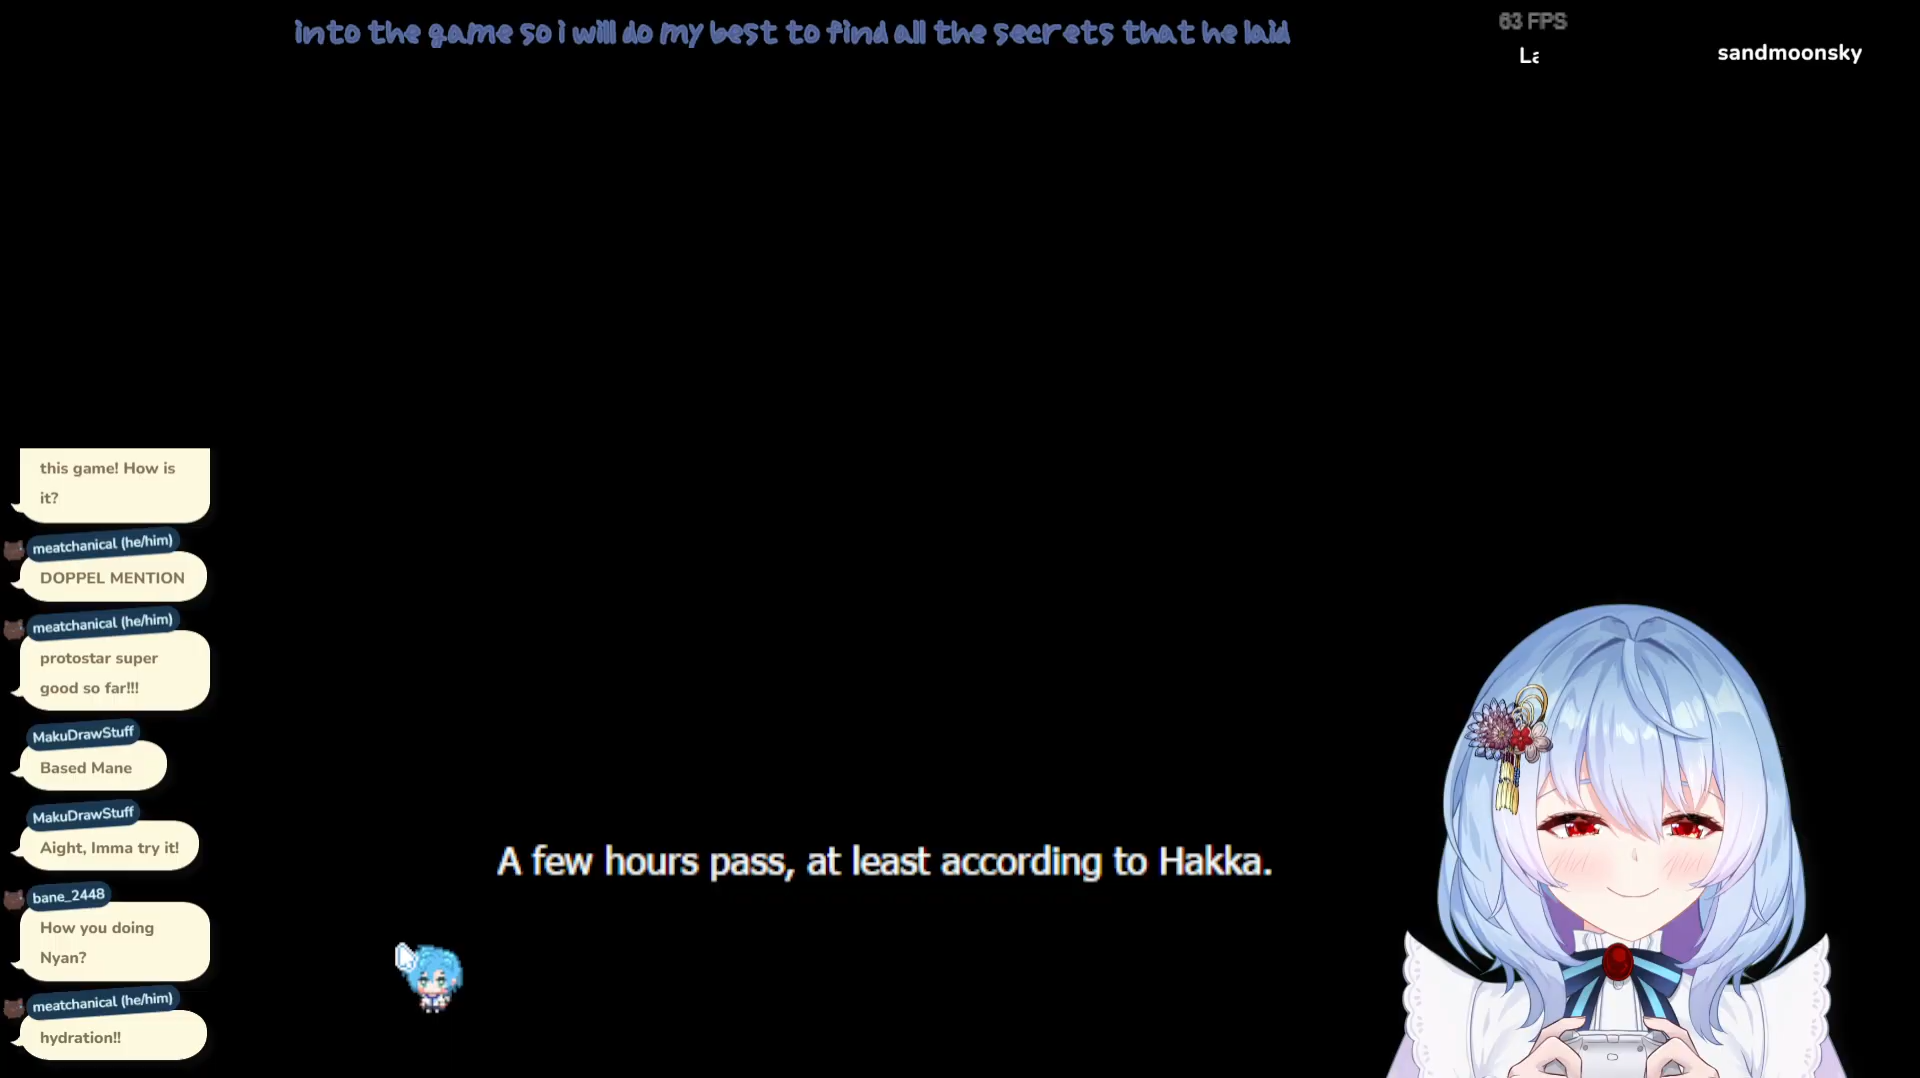 into the game so i will do my best to find all the secrets that he laid
63 FPS
sandmoonsky
this game! How is
it?
meatchanical (he/him)
DOPPEL MENTION
meatchanical (he/him)
protostar super
good so far!!!
MakuDrawStuff
Based Mane
MakuDrawStuff
Aight, Imma try it!
bane_2448
How you doing
Nyan?
meatchanical (he/him)
hydration!!
A few hours pass, at least according to Hakka.